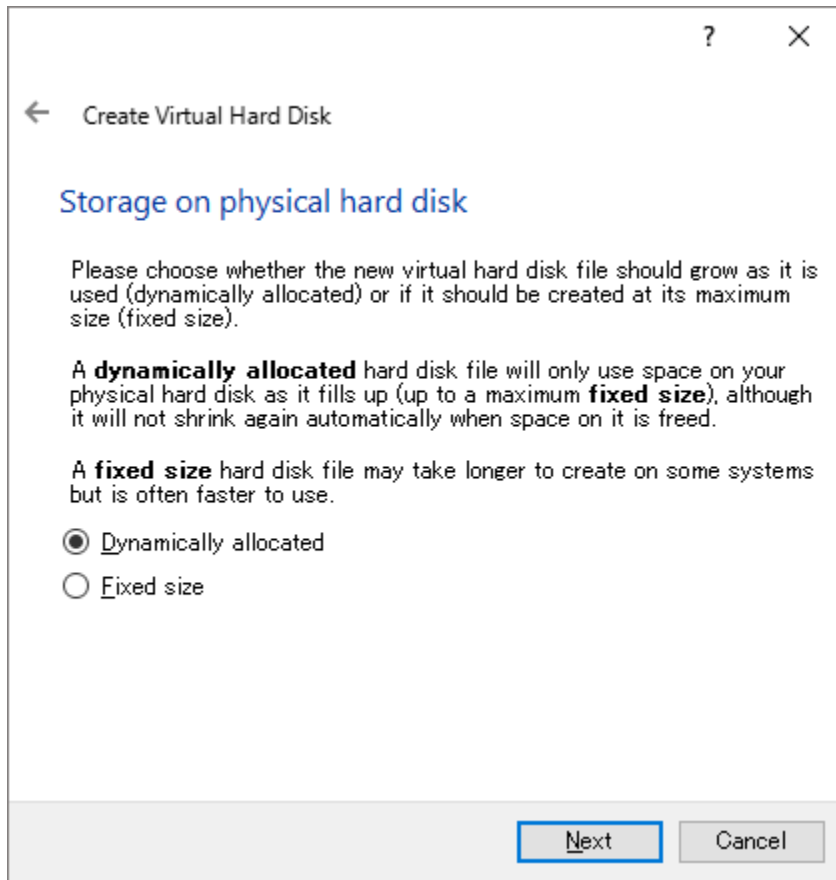 ?
Create Virtual Hard Disk
Storage on physical hard disk
Please choose whether the new virtual hard disk file should grow as it is
used (dynamically allocated) or if it should be created at its maximum
size (fixed size).
A dynamically allocated hard disk file will only use space on your
physical hard disk as it fills up (up to a maximum fixed size), although
it will not shrink again automatically when space on it is freed.
A fixed size hard disk file may take longer to create on some systems
but is often faster to use.
Dynamically allocated
Fixed size
Next Cancel